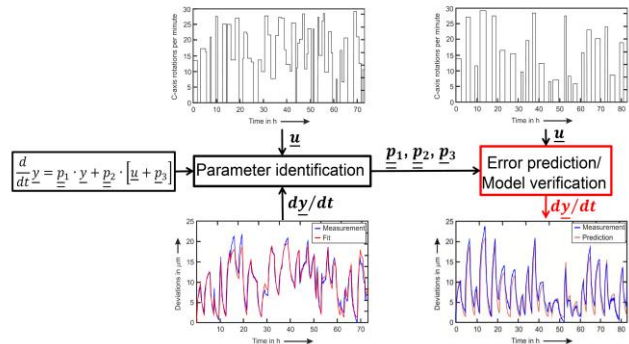 C-axis rotations per minute
30
25
20
15
10
5
0
0 10 20 30 40 50 60 70
Time in h
C-axis rotations per minute
30
25
20
15
10
5
0
0 10 20 30 40 50 60 70 80
Time in h
u
u
d/dt y = p₁ · y + p₂ · [u + p₃]
Parameter identification
p₁, p₂, p₃
Error prediction/
Model verification
dy/dt
dy/dt
Deviations in μm
25
20
15
10
5
0
Measurement
Fit
0 10 20 30 40 50 60 70
Time in h
Deviations in μm
25
20
15
10
5
0
Measurement
Prediction
0 10 20 30 40 50 60 70 80
Time in h